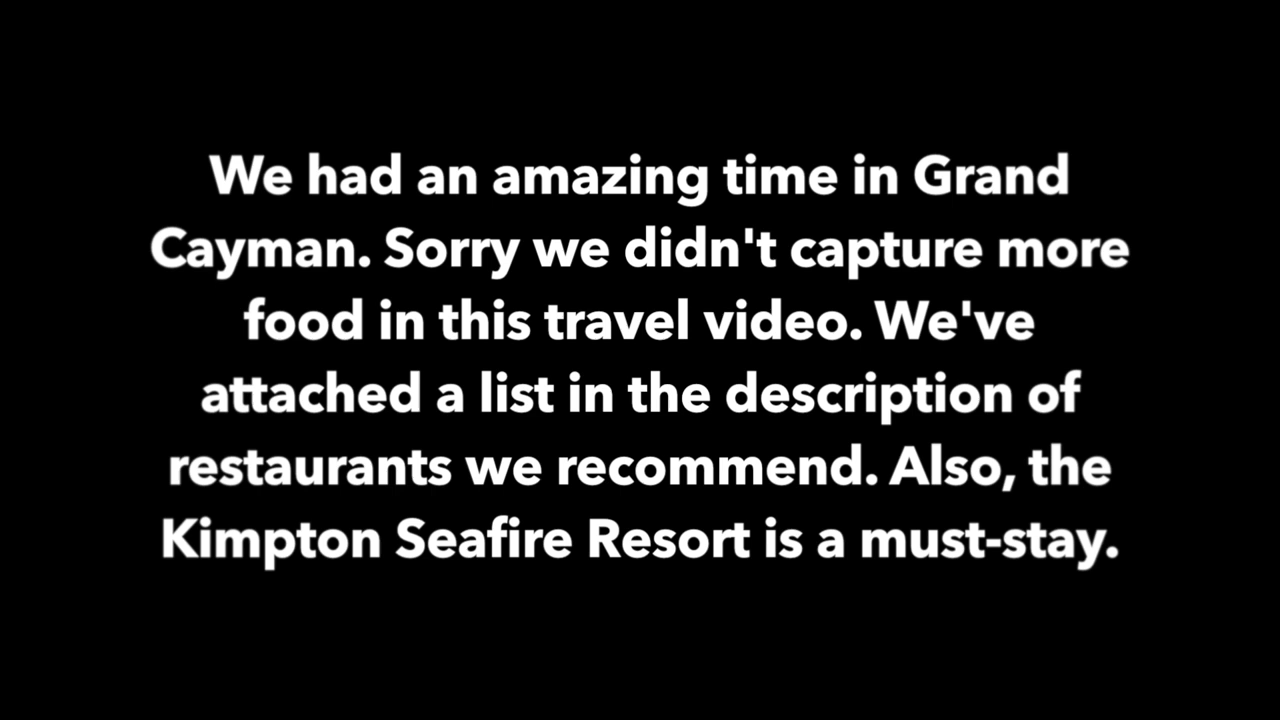 We had an amazing time in Grand
Cayman. Sorry we didn't capture more
food in this travel video. We've
attached a list in the description of
restaurants we recommend. Also, the
Kimpton Seafire Resort is a must-stay.